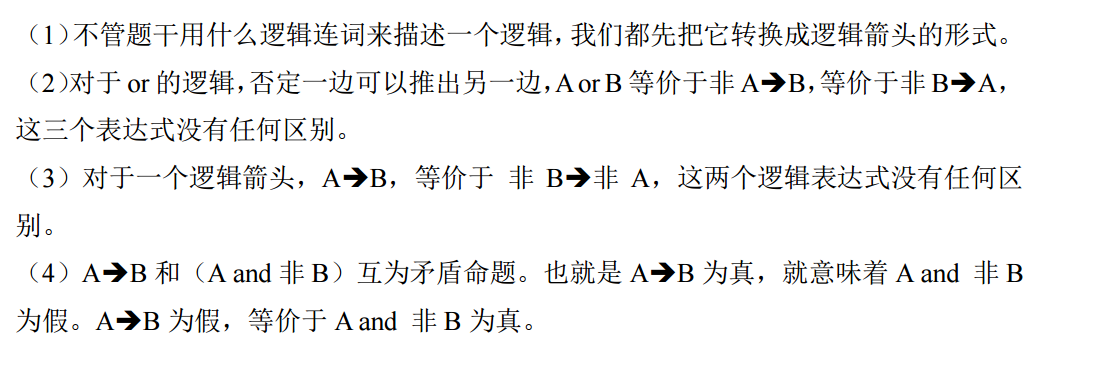 （1）不管题干用什么逻辑连词来描述一个逻辑，我们都先把它转换成逻辑箭头的形式。
（2）对于 or 的逻辑，否定一边可以推出另一边，A or B 等价于非 A➔B，等价于非 B➔A，
这三个表达式没有任何区别。
（3）对于一个逻辑箭头，A➔B，等价于 非 B➔非 A，这两个逻辑表达式没有任何区
别。
（4）A➔B 和（A and 非 B）互为矛盾命题。也就是 A➔B 为真，就意味着 A and 非 B
为假。A➔B 为假，等价于 A and 非 B 为真。